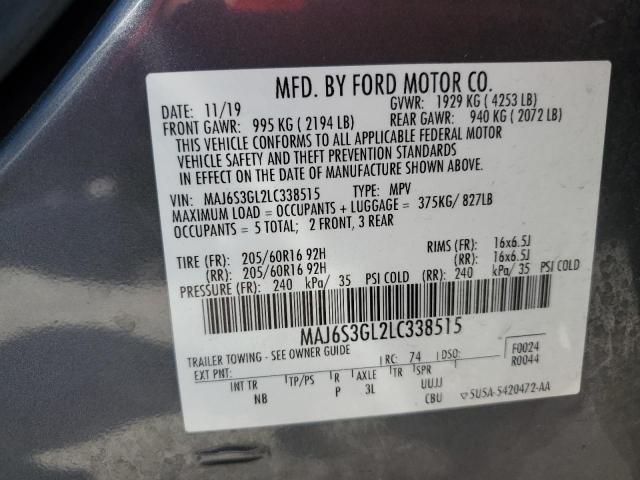 MFD. BY FORD MOTOR CO.
DATE: 11/19 GVWR: 1929 KG ( 4253 LB)
FRONT GAWR: 995 KG ( 2194 LB) REAR GAWR: 940 KG ( 2072 LB)
THIS VEHICLE CONFORMS TO ALL APPLICABLE FEDERAL MOTOR
VEHICLE SAFETY AND THEFT PREVENTION STANDARDS
IN EFFECT ON THE DATE OF MANUFACTURE SHOWN ABOVE.
VIN: MAJ6S3GL2LC338515 TYPE: MPV
MAXIMUM LOAD = OCCUPANTS + LUGGAGE = 375KG/ 827LB
OCCUPANTS = 5 TOTAL; 2 FRONT, 3 REAR
TIRE (FR): 205/60R16 92H RIMS (FR): 16x6.5J
(RR): 205/60R16 92H (RR): 16x6.5J
PRESSURE (FR): 240 kPa/ 35 PSI COLD (RR): 240 kPa/ 35 PSI COLD
MAJ6S3GL2LC338515
TRAILER TOWING - SEE OWNER GUIDE RC: 74 DSO: F0024
EXT PNT: R0044
INT TR TP/PS R AXLE TR SPR
NB P 3L UUJJ
CBU 5U5A-5420472-AA